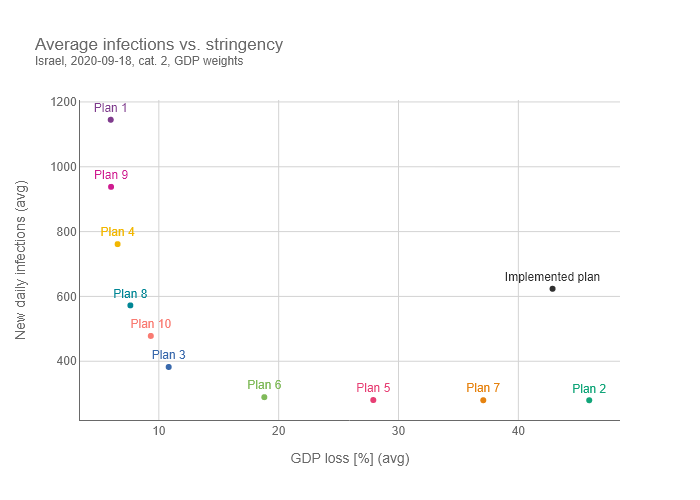 Average infections vs. stringency
Israel, 2020-09-18, cat. 2, GDP weights
1200
Plan 1
1000
Plan 9
800
Plan 4
Implemented plan
600
Plan 8
Plan 10
400
Plan 3
Plan 6
Plan 5
Plan 7
Plan 2
New daily infections (avg)
10
20
30
40
GDP loss [%] (avg)